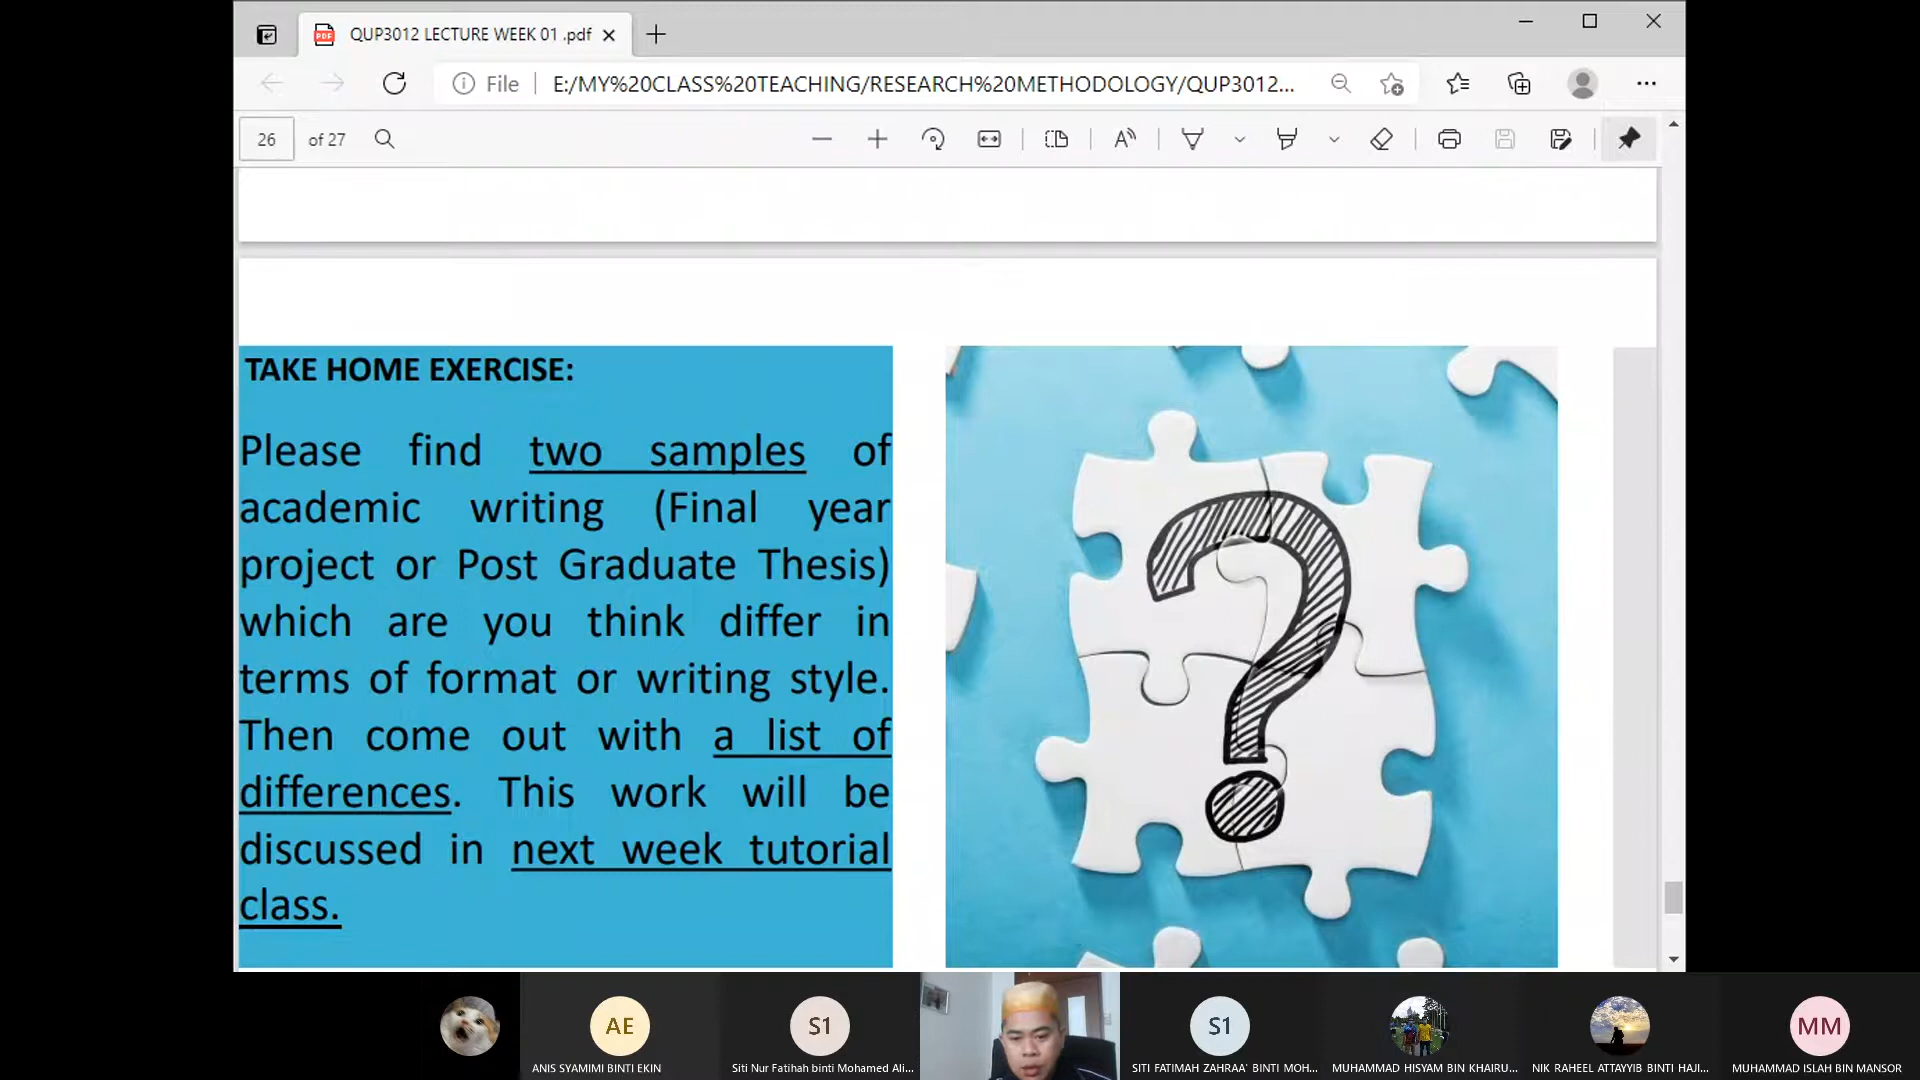 QUP3012 LECTURE WEEK 01 .pdf
File
E:/MY%20CLASS%20TEACHING/RESEARCH%20METHODOLOGY/QUP3012...
26 of 27
TAKE HOME EXERCISE:
Please find two samples of
academic writing (Final year
project or Post Graduate Thesis)
which are you think differ in
terms of format or writing style.
Then come out with a list of
differences. This work will be
discussed in next week tutorial
class.
AE
S1
S1
MM
ANIS SYAMIMI BINTI EKIN
Siti Nur Fatihah binti Mohamed Ali...
SITI FATIMAH ZAHRAA' BINTI MOH...
MUHAMMAD HISYAM BIN KHAIRU...
NIK RAHEEL ATTAYYIB BINTI HAJI...
MUHAMMAD ISLAH BIN MANSOR